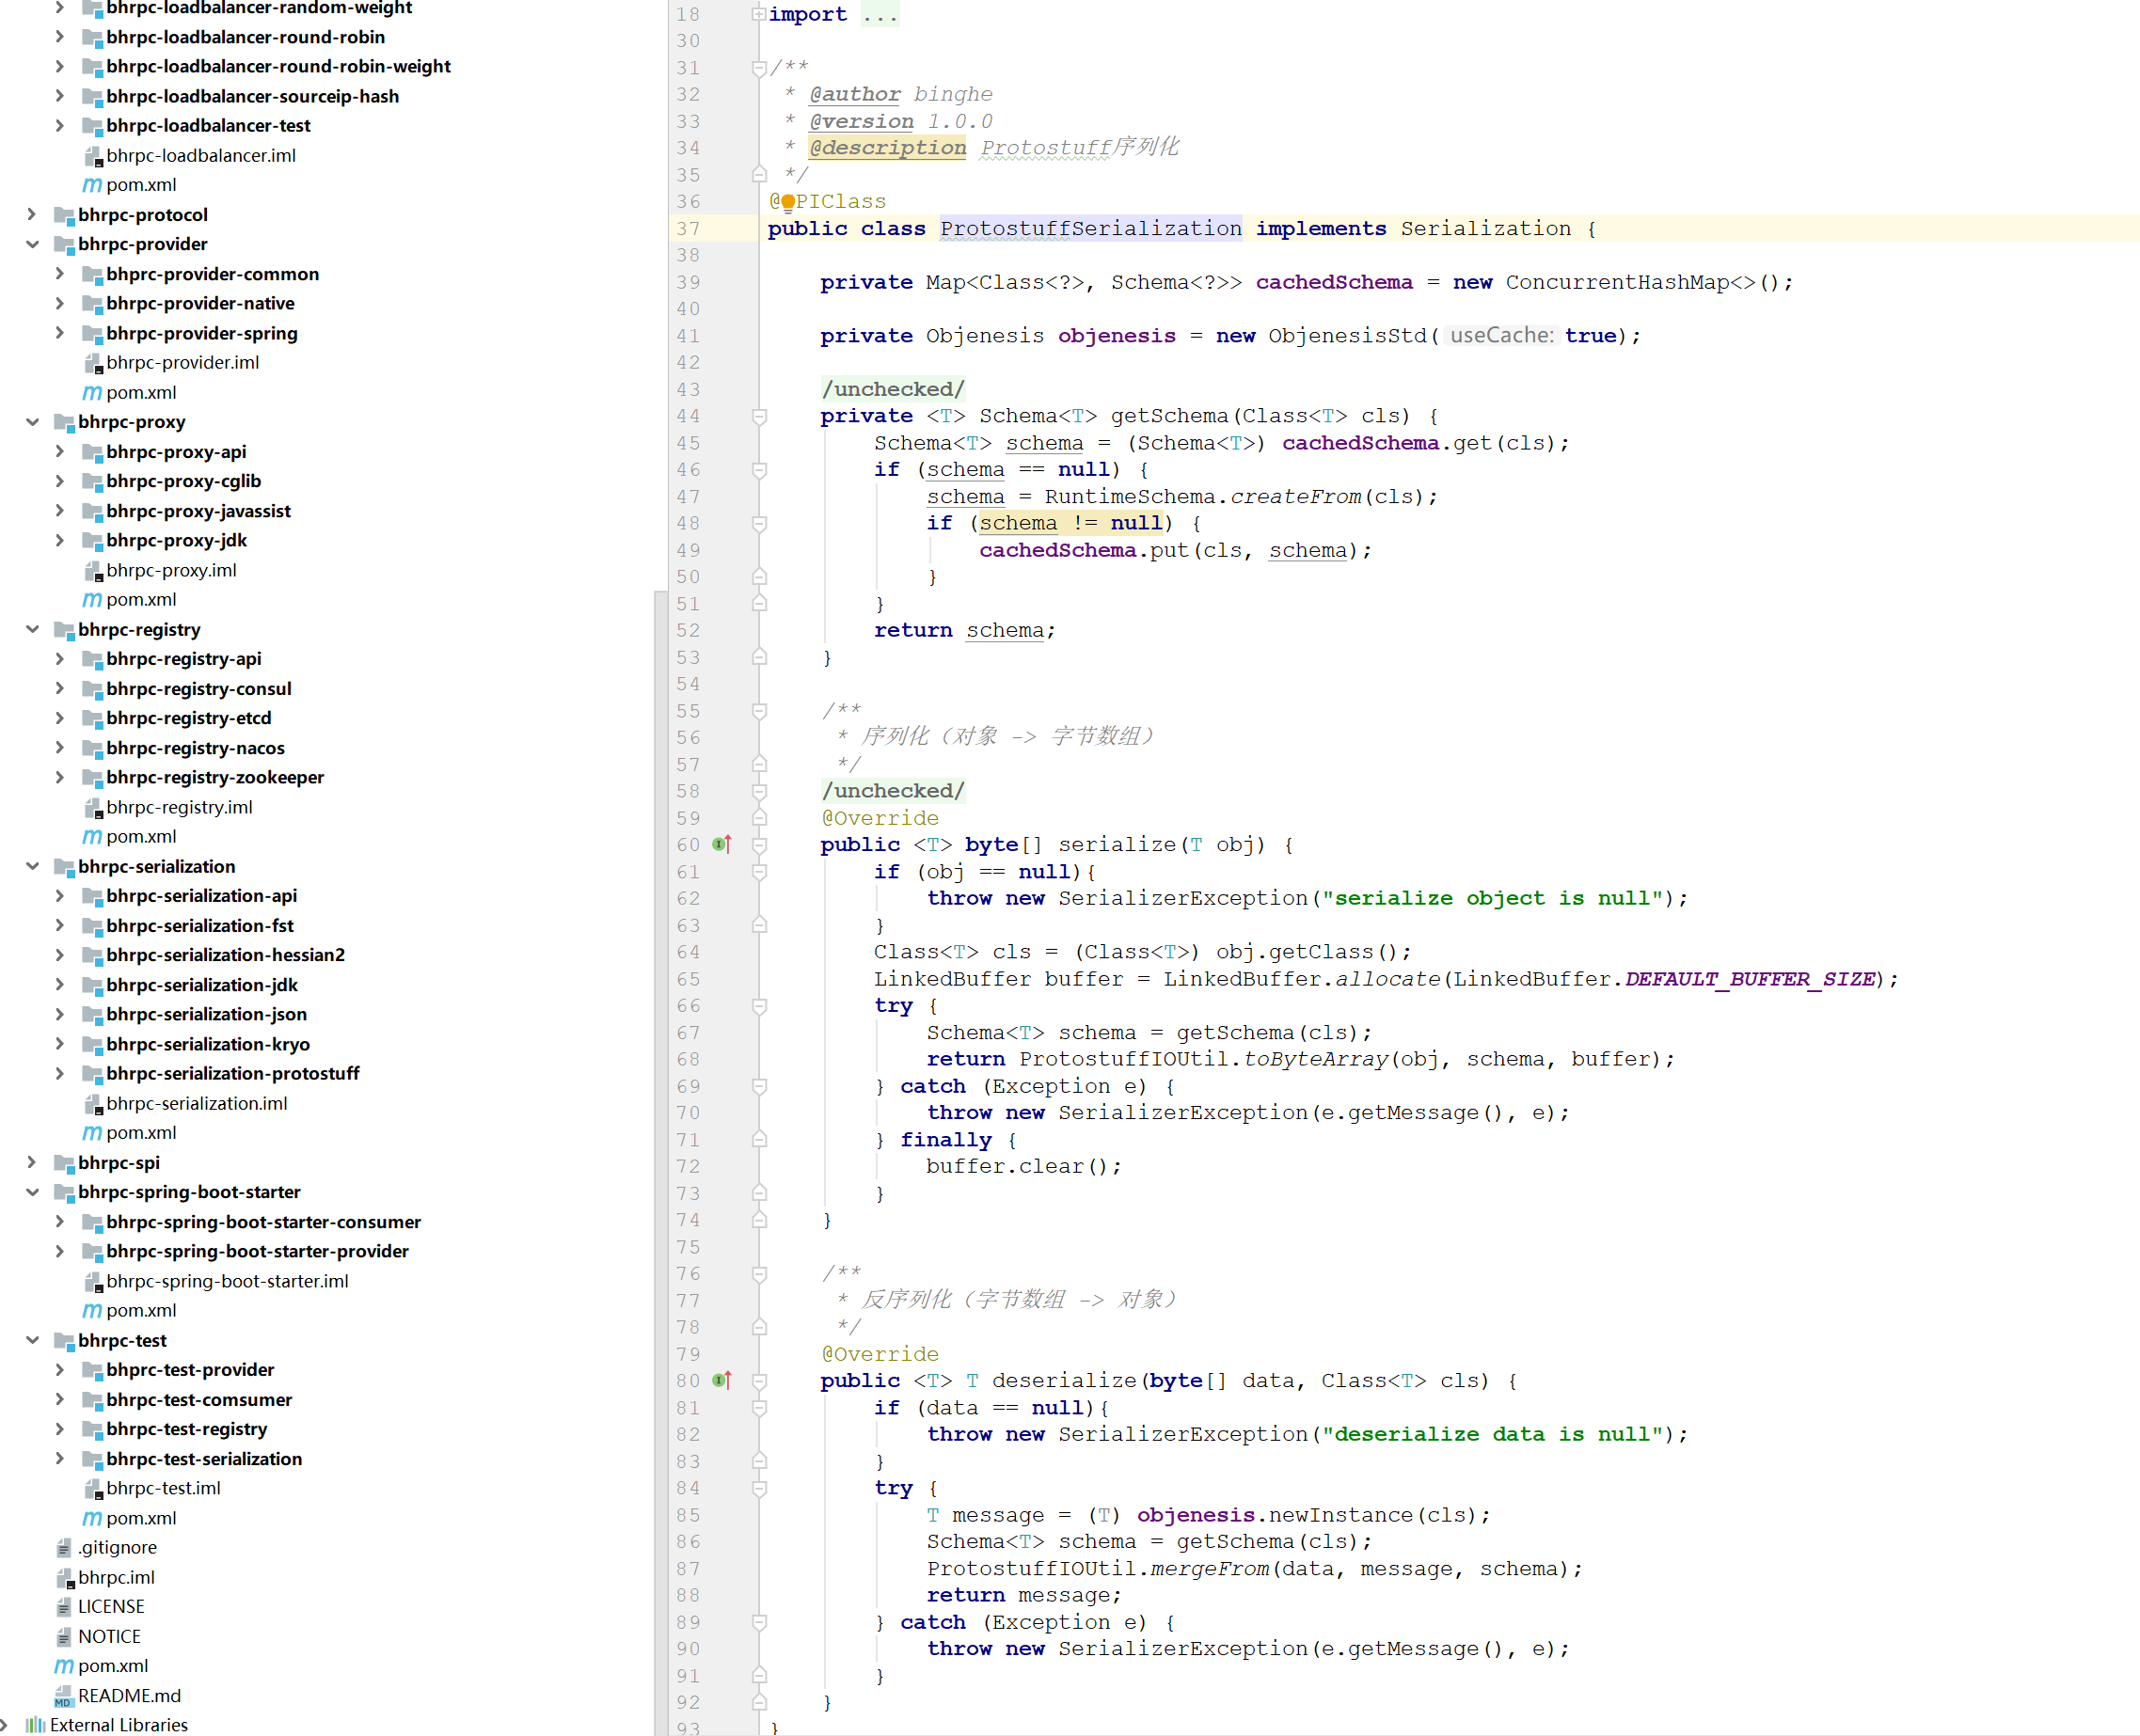 bhrpc-loadbalancer-random-weight
bhrpc-loadbalancer-round-robin
bhrpc-loadbalancer-round-robin-weight
bhrpc-loadbalancer-sourceip-hash
bhrpc-loadbalancer-test
bhrpc-loadbalancer.iml
pom.xml
bhrpc-protocol
bhrpc-provider
bhprc-provider-common
bhrpc-provider-native
bhrpc-provider-spring
bhrpc-provider.iml
pom.xml
bhrpc-proxy
bhrpc-proxy-api
bhrpc-proxy-cglib
bhrpc-proxy-javassist
bhrpc-proxy-jdk
bhrpc-proxy.iml
pom.xml
bhrpc-registry
bhrpc-registry-api
bhrpc-registry-consul
bhrpc-registry-etcd
bhrpc-registry-nacos
bhrpc-registry-zookeeper
bhrpc-registry.iml
pom.xml
bhrpc-serialization
bhrpc-serialization-api
bhrpc-serialization-fst
bhrpc-serialization-hessian2
bhrpc-serialization-jdk
bhrpc-serialization-json
bhrpc-serialization-kryo
bhrpc-serialization-protostuff
bhrpc-serialization.iml
pom.xml
bhrpc-spi
bhrpc-spring-boot-starter
bhrpc-spring-boot-starter-consumer
bhrpc-spring-boot-starter-provider
bhrpc-spring-boot-starter.iml
pom.xml
bhrpc-test
bhprc-test-provider
bhrpc-test-comsumer
bhrpc-test-registry
bhrpc-test-serialization
bhrpc-test.iml
pom.xml
.gitignore
bhrpc.iml
LICENSE
NOTICE
pom.xml
README.md
External Libraries
18 import ...
30
31 /**
32 * @author binghe
33 * @version 1.0.0
34 * @description Protostuff序列化
35 */
36 @ PIClass
37 public class ProtostuffSerialization implements Serialization {
38
39 private Map<Class<?>, Schema<?>> cachedSchema = new ConcurrentHashMap<>();
40
41 private Objenesis objenesis = new ObjenesisStd( useCache: true);
42
43 /unchecked/
44 private <T> Schema<T> getSchema(Class<T> cls) {
45 Schema<T> schema = (Schema<T>) cachedSchema.get(cls);
46 if (schema == null) {
47 schema = RuntimeSchema.createFrom(cls);
48 if (schema != null) {
49 cachedSchema.put(cls, schema);
50 }
51 }
52 return schema;
53 }
54
55 /**
56 * 序列化（对象 -> 字节数组）
57 */
58 /unchecked/
59 @Override
60 public <T> byte[] serialize(T obj) {
61 if (obj == null){
62 throw new SerializerException("serialize object is null");
63 }
64 Class<T> cls = (Class<T>) obj.getClass();
65 LinkedBuffer buffer = LinkedBuffer.allocate(LinkedBuffer.DEFAULT_BUFFER_SIZE);
66 try {
67 Schema<T> schema = getSchema(cls);
68 return ProtostuffIOUtil.toByteArray(obj, schema, buffer);
69 } catch (Exception e) {
70 throw new SerializerException(e.getMessage(), e);
71 } finally {
72 buffer.clear();
73 }
74 }
75
76 /**
77 * 反序列化（字节数组 -> 对象）
78 */
79 @Override
80 public <T> T deserialize(byte[] data, Class<T> cls) {
81 if (data == null){
82 throw new SerializerException("deserialize data is null");
83 }
84 try {
85 T message = (T) objenesis.newInstance(cls);
86 Schema<T> schema = getSchema(cls);
87 ProtostuffIOUtil.mergeFrom(data, message, schema);
88 return message;
89 } catch (Exception e) {
90 throw new SerializerException(e.getMessage(), e);
91 }
92 }
93 }